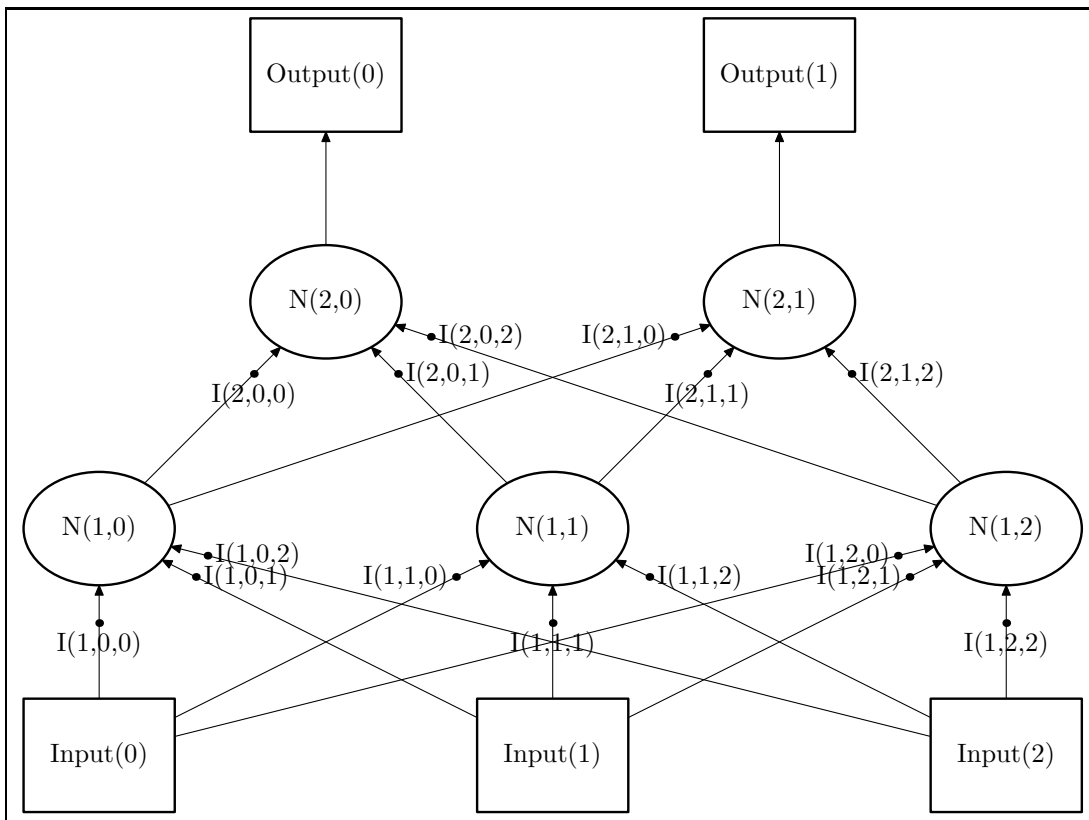 Output(0)
Output(1)
N(2,0)
N(2,1)
I(2,0,2)
I(2,1,0)
I(2,0,0)
I(2,0,1)
I(2,1,1)
I(2,1,2)
N(1,0)
N(1,1)
N(1,2)
I(1,0,2)
I(1,2,0)
I(1,0,1)
I(1,1,0)
I(1,1,2)
I(1,2,1)
I(1,0,0)
I(1,1,1)
I(1,2,2)
Input(0)
Input(1)
Input(2)